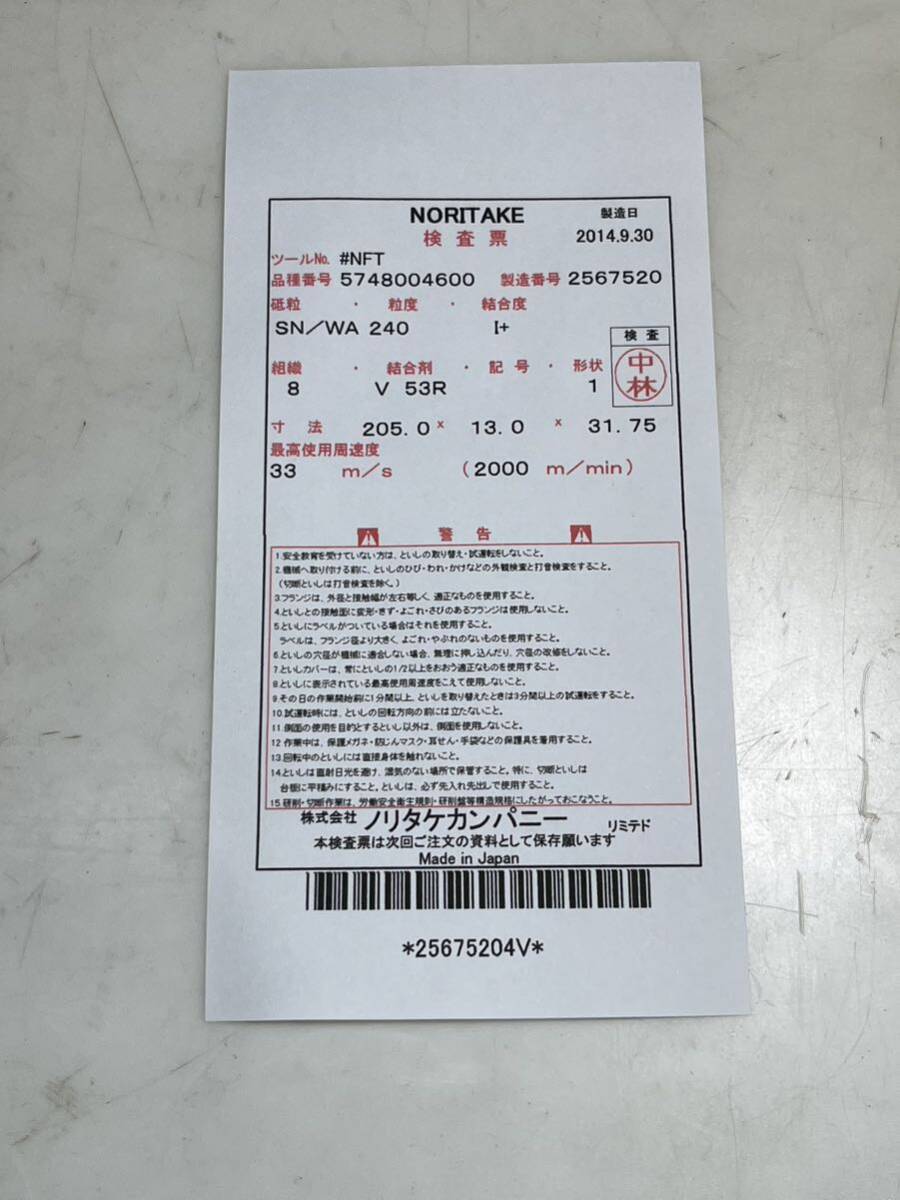 NORITAKE
製造日
検査票
2014.9.30
ツールNo. #NFT
品種番号 5748004600 製造番号 2567520
砥粒 ・ 粒度 ・ 結合度
SN/WA 240 I+
検査
中林
組織 ・ 結合剤 ・ 記号 ・ 形状
8 V 53R 1
寸法 205.0 x 13.0 x 31.75
最高使用周速度
33 m/s (2000 m/min)
警告
1.安全教育を受けていない方は、といしの取り替え・試運転をしないこと。
2.機械へ取り付ける前に、といしのひび・われ・かけなどの外観検査と打音検査をすること。
(切断といしは打音検査を除く。)
3.フランジは、外径と接触幅が左右等しく、適正なものを使用すること。
4.といしとの接触面に変形・きず・よごれ・さびのあるフランジは使用しないこと。
5.といしにラベルがついている場合はそれを使用すること。
ラベルは、フランジ径より大きく、よごれ・やぶれのないものを使用すること。
6.といしの穴径が機械に適合しない場合、無理に押し込んだり、穴径の改修をしないこと。
7.といしカバーは、常にといしの1/2以上をおおう適正なものを使用すること。
8.といしに表示されている最高使用周速度をこえて使用しないこと。
9.その日の作業開始前に1分間以上、といしを取り替えたときは3分間以上の試運転をすること。
10.試運転時には、といしの回転方向の前には立たないこと。
11.側面の使用を目的とするといし以外は、側面を使用しないこと。
12.作業中は、保護メガネ・防じんマスク・耳せん・手袋などの保護具を着用すること。
13.回転中のといしには直接身体を触れないこと。
14.といしは直射日光を避け、湿気のない場所で保管すること。特に、切断といしは
台板に平積みにすること。といしは、必ず先入れ先出しで使用すること。
15.研削・切断作業は、労働安全衛生規則・研削盤等構造規格にしたがっておこなうこと。
株式会社 ノリタケカンパニー リミテド
本検査票は次回ご注文の資料として保存願います
Made in Japan
*25675204V*